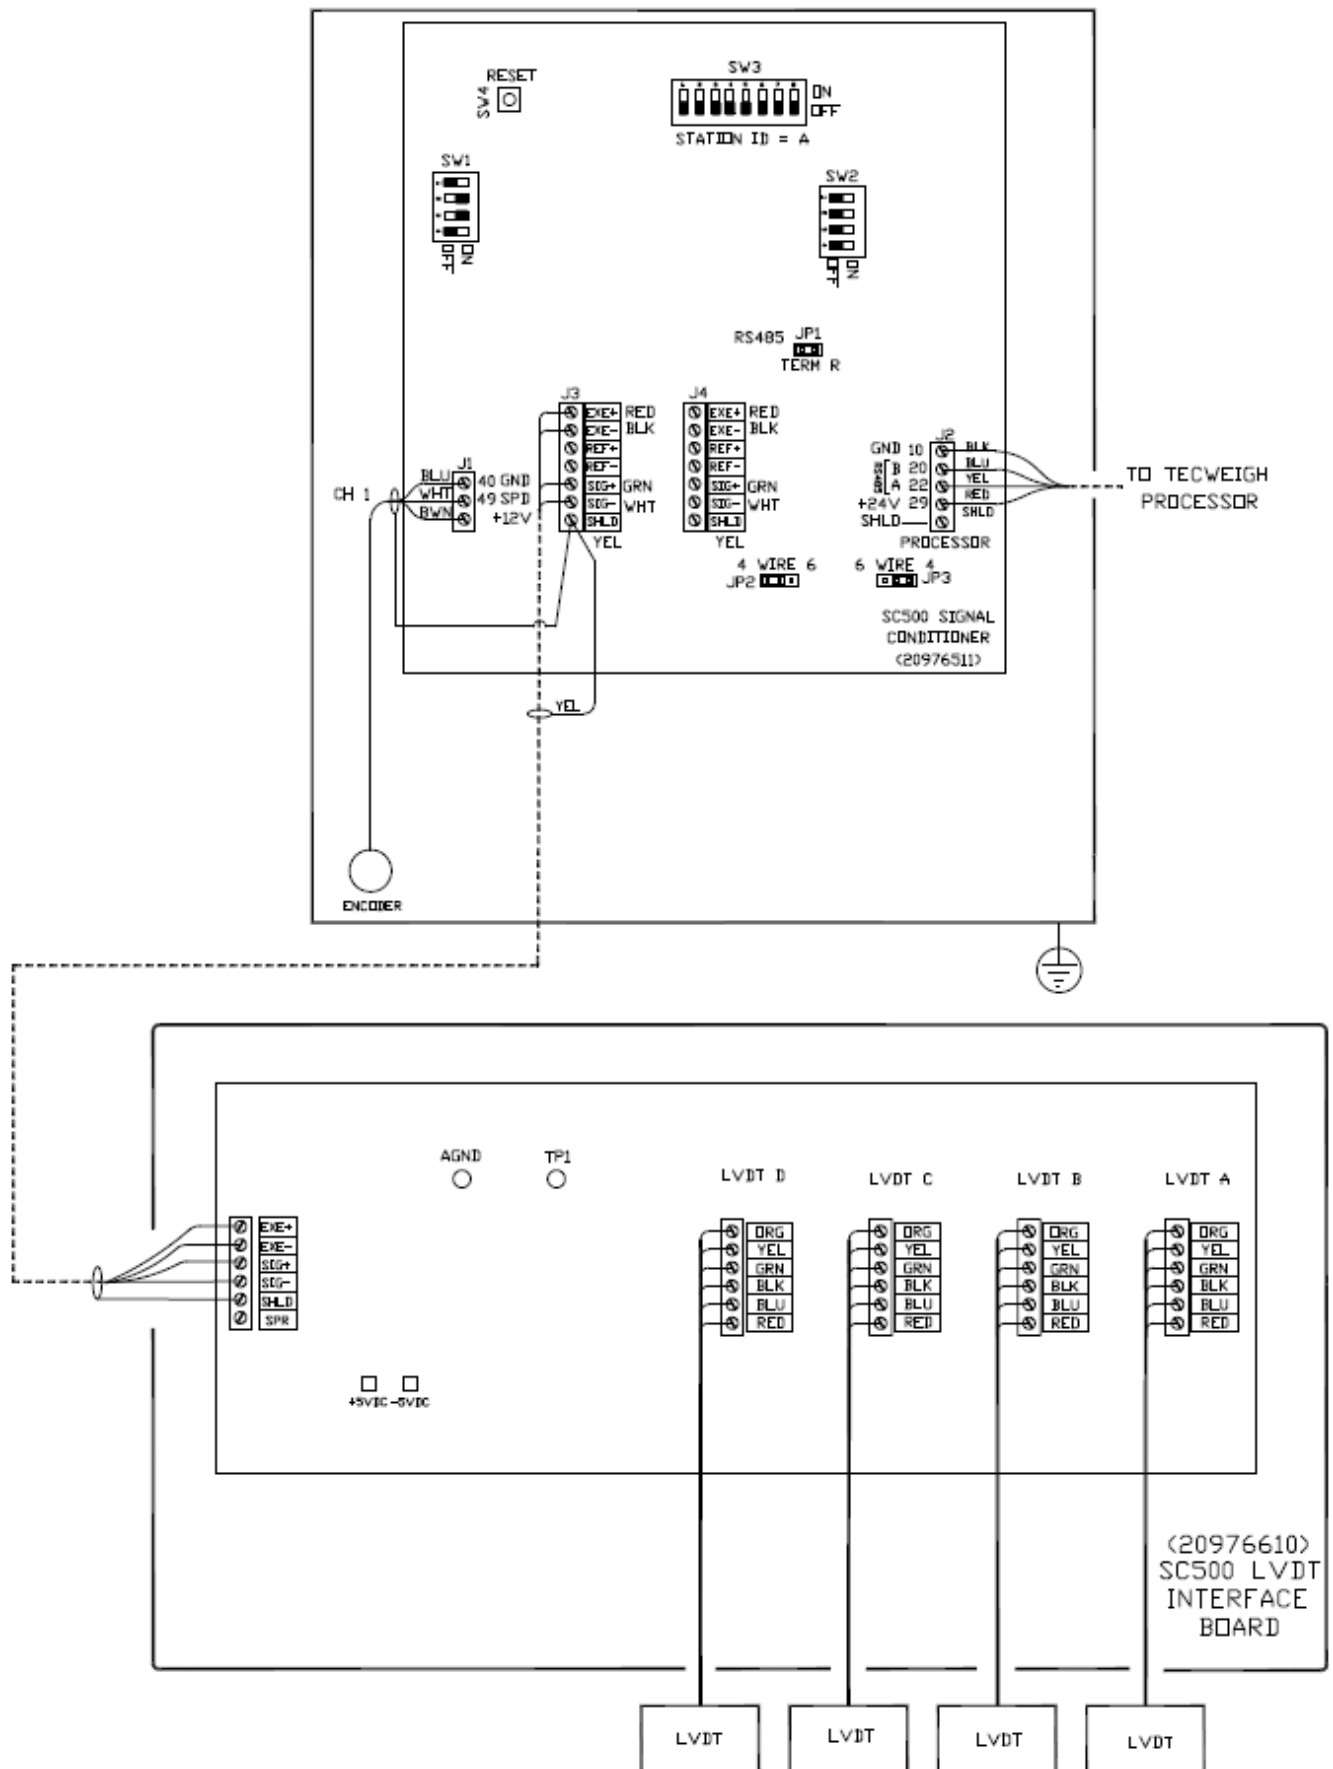 RESET
SW4
SW3
ON
OFF
STATION ID = A
SW1
OFF
ON
SW2
OFF
ON
RS485 JP1
TERM R
J3
EXE+ RED
EXE- BLK
REF+
REF-
SIG+ GRN
SIG- WHT
SHLD
YEL
J4
EXE+ RED
EXE- BLK
REF+
REF-
SIG+ GRN
SIG- WHT
SHLD
YEL
CH 1
J1
BLU 40 GND
WHT 49 SPD
BWN +12V
J2
GND 10 BLK
B 20 BLU
A 22 YEL
+24V 29 RED
SHLD SHLD
PROCESSOR
TO TECWEIGH
PROCESSOR
4 WIRE 6
JP2
6 WIRE 4
JP3
SC500 SIGNAL
CONDITIONER
(20976511)
YEL
ENCODER
AGND
TP1
LVDT D
LVDT C
LVDT B
LVDT A
EXE+
EXE-
SIG+
SIG-
SHLD
SPR
ORG
YEL
GRN
BLK
BLU
RED
ORG
YEL
GRN
BLK
BLU
RED
ORG
YEL
GRN
BLK
BLU
RED
ORG
YEL
GRN
BLK
BLU
RED
+5VDC -5VDC
(20976610)
SC500 LVDT
INTERFACE
BOARD
LVDT
LVDT
LVDT
LVDT